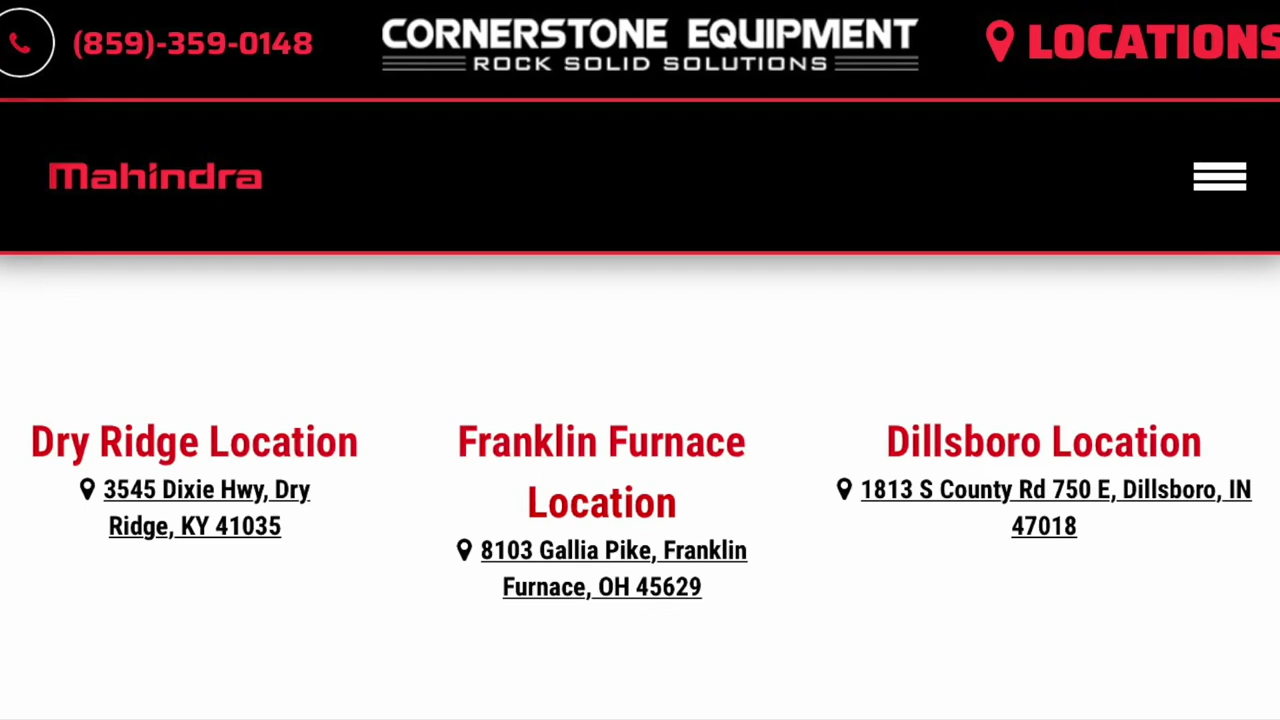 (859)-359-0148
CORNERSTONE EQUIPMENT
ROCK SOLID SOLUTIONS
LOCATIONS
Mahindra
Dry Ridge Location
3545 Dixie Hwy, Dry
Ridge, KY 41035
Franklin Furnace
Location
8103 Gallia Pike, Franklin
Furnace, OH 45629
Dillsboro Location
1813 S County Rd 750 E, Dillsboro, IN
47018